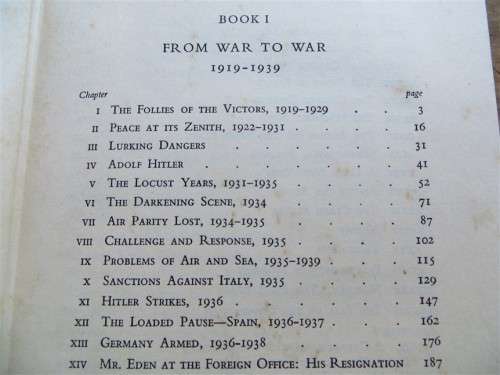 BOOK I
FROM WAR TO WAR
1919-1939
Chapter page
I The Follies of the Victors, 1919-1929 . . 3
II Peace at its Zenith, 1922-1931 . . . 16
III Lurking Dangers . . . . . 31
IV Adolf Hitler . . . . . . 41
V The Locust Years, 1931-1935 . . . 52
VI The Darkening Scene, 1934 . . . 71
VII Air Parity Lost, 1934-1935 . . . 87
VIII Challenge and Response, 1935 . . . 102
IX Problems of Air and Sea, 1935-1939 . . 115
X Sanctions Against Italy, 1935 . . . 129
XI Hitler Strikes, 1936 . . . . . 147
XII The Loaded Pause—Spain, 1936-1937 . . 162
XIII Germany Armed, 1936-1938 . . . 176
XIV Mr. Eden at the Foreign Office: His Resignation 187